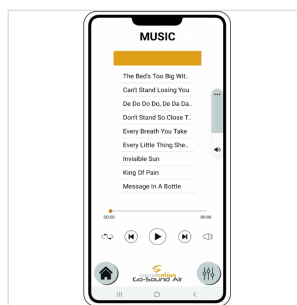 MUSIC
The Bed's Too Big Wit..
Can't Stand Losing You
De Do Do Do, De Da Da..
Don't Stand So Close T..
Every Breath You Take
Every Little Thing She..
Invisible Sun
King Of Pain
Message In A Bottle
00:00 00:00
soundsation
Go-Sound Air